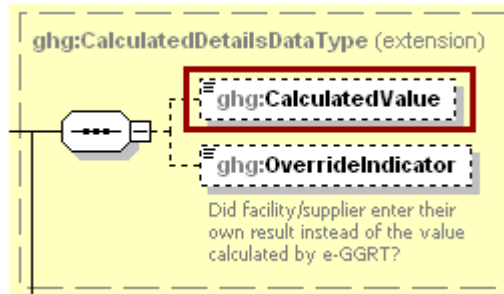 ghg:CalculatedDetailsDataType (extension)
ghg:CalculatedValue
ghg:OverrideIndicator
Did facility/supplier enter their
own result instead of the value
calculated by e-GGRT?